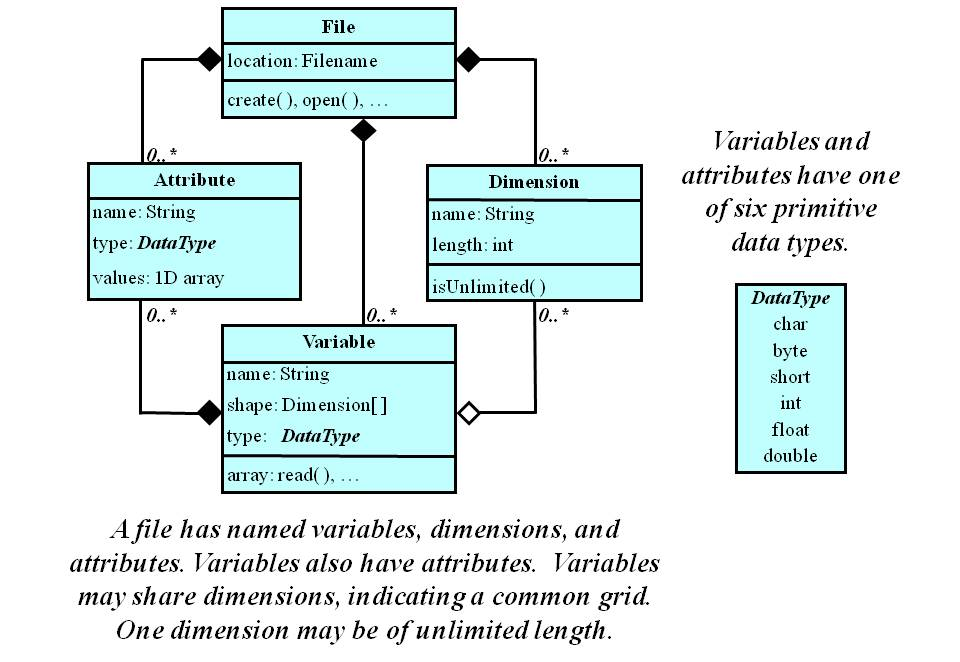 File
location: Filename
create( ), open( ), …
0..*
0..*
Attribute
name: String
type: DataType
values: 1D array
Dimension
name: String
length: int
isUnlimited( )
0..*
0..*
0..*
Variable
name: String
shape: Dimension[ ]
type: DataType
array: read( ), …
Variables and
attributes have one
of six primitive
data types.
DataType
char
byte
short
int
float
double
A file has named variables, dimensions, and
attributes. Variables also have attributes. Variables
may share dimensions, indicating a common grid.
One dimension may be of unlimited length.